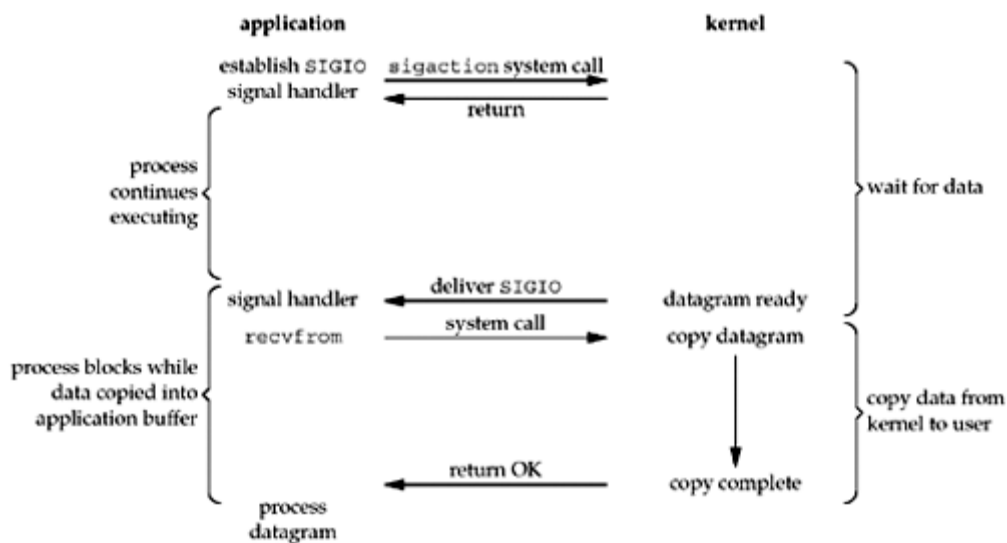 application
kernel
establish SIGIO
signal handler
sigaction system call
return
process
continues
executing
wait for data
deliver SIGIO
signal handler
datagram ready
recvfrom
system call
copy datagram
process blocks while
data copied into
application buffer
copy data from
kernel to user
return OK
copy complete
process
datagram